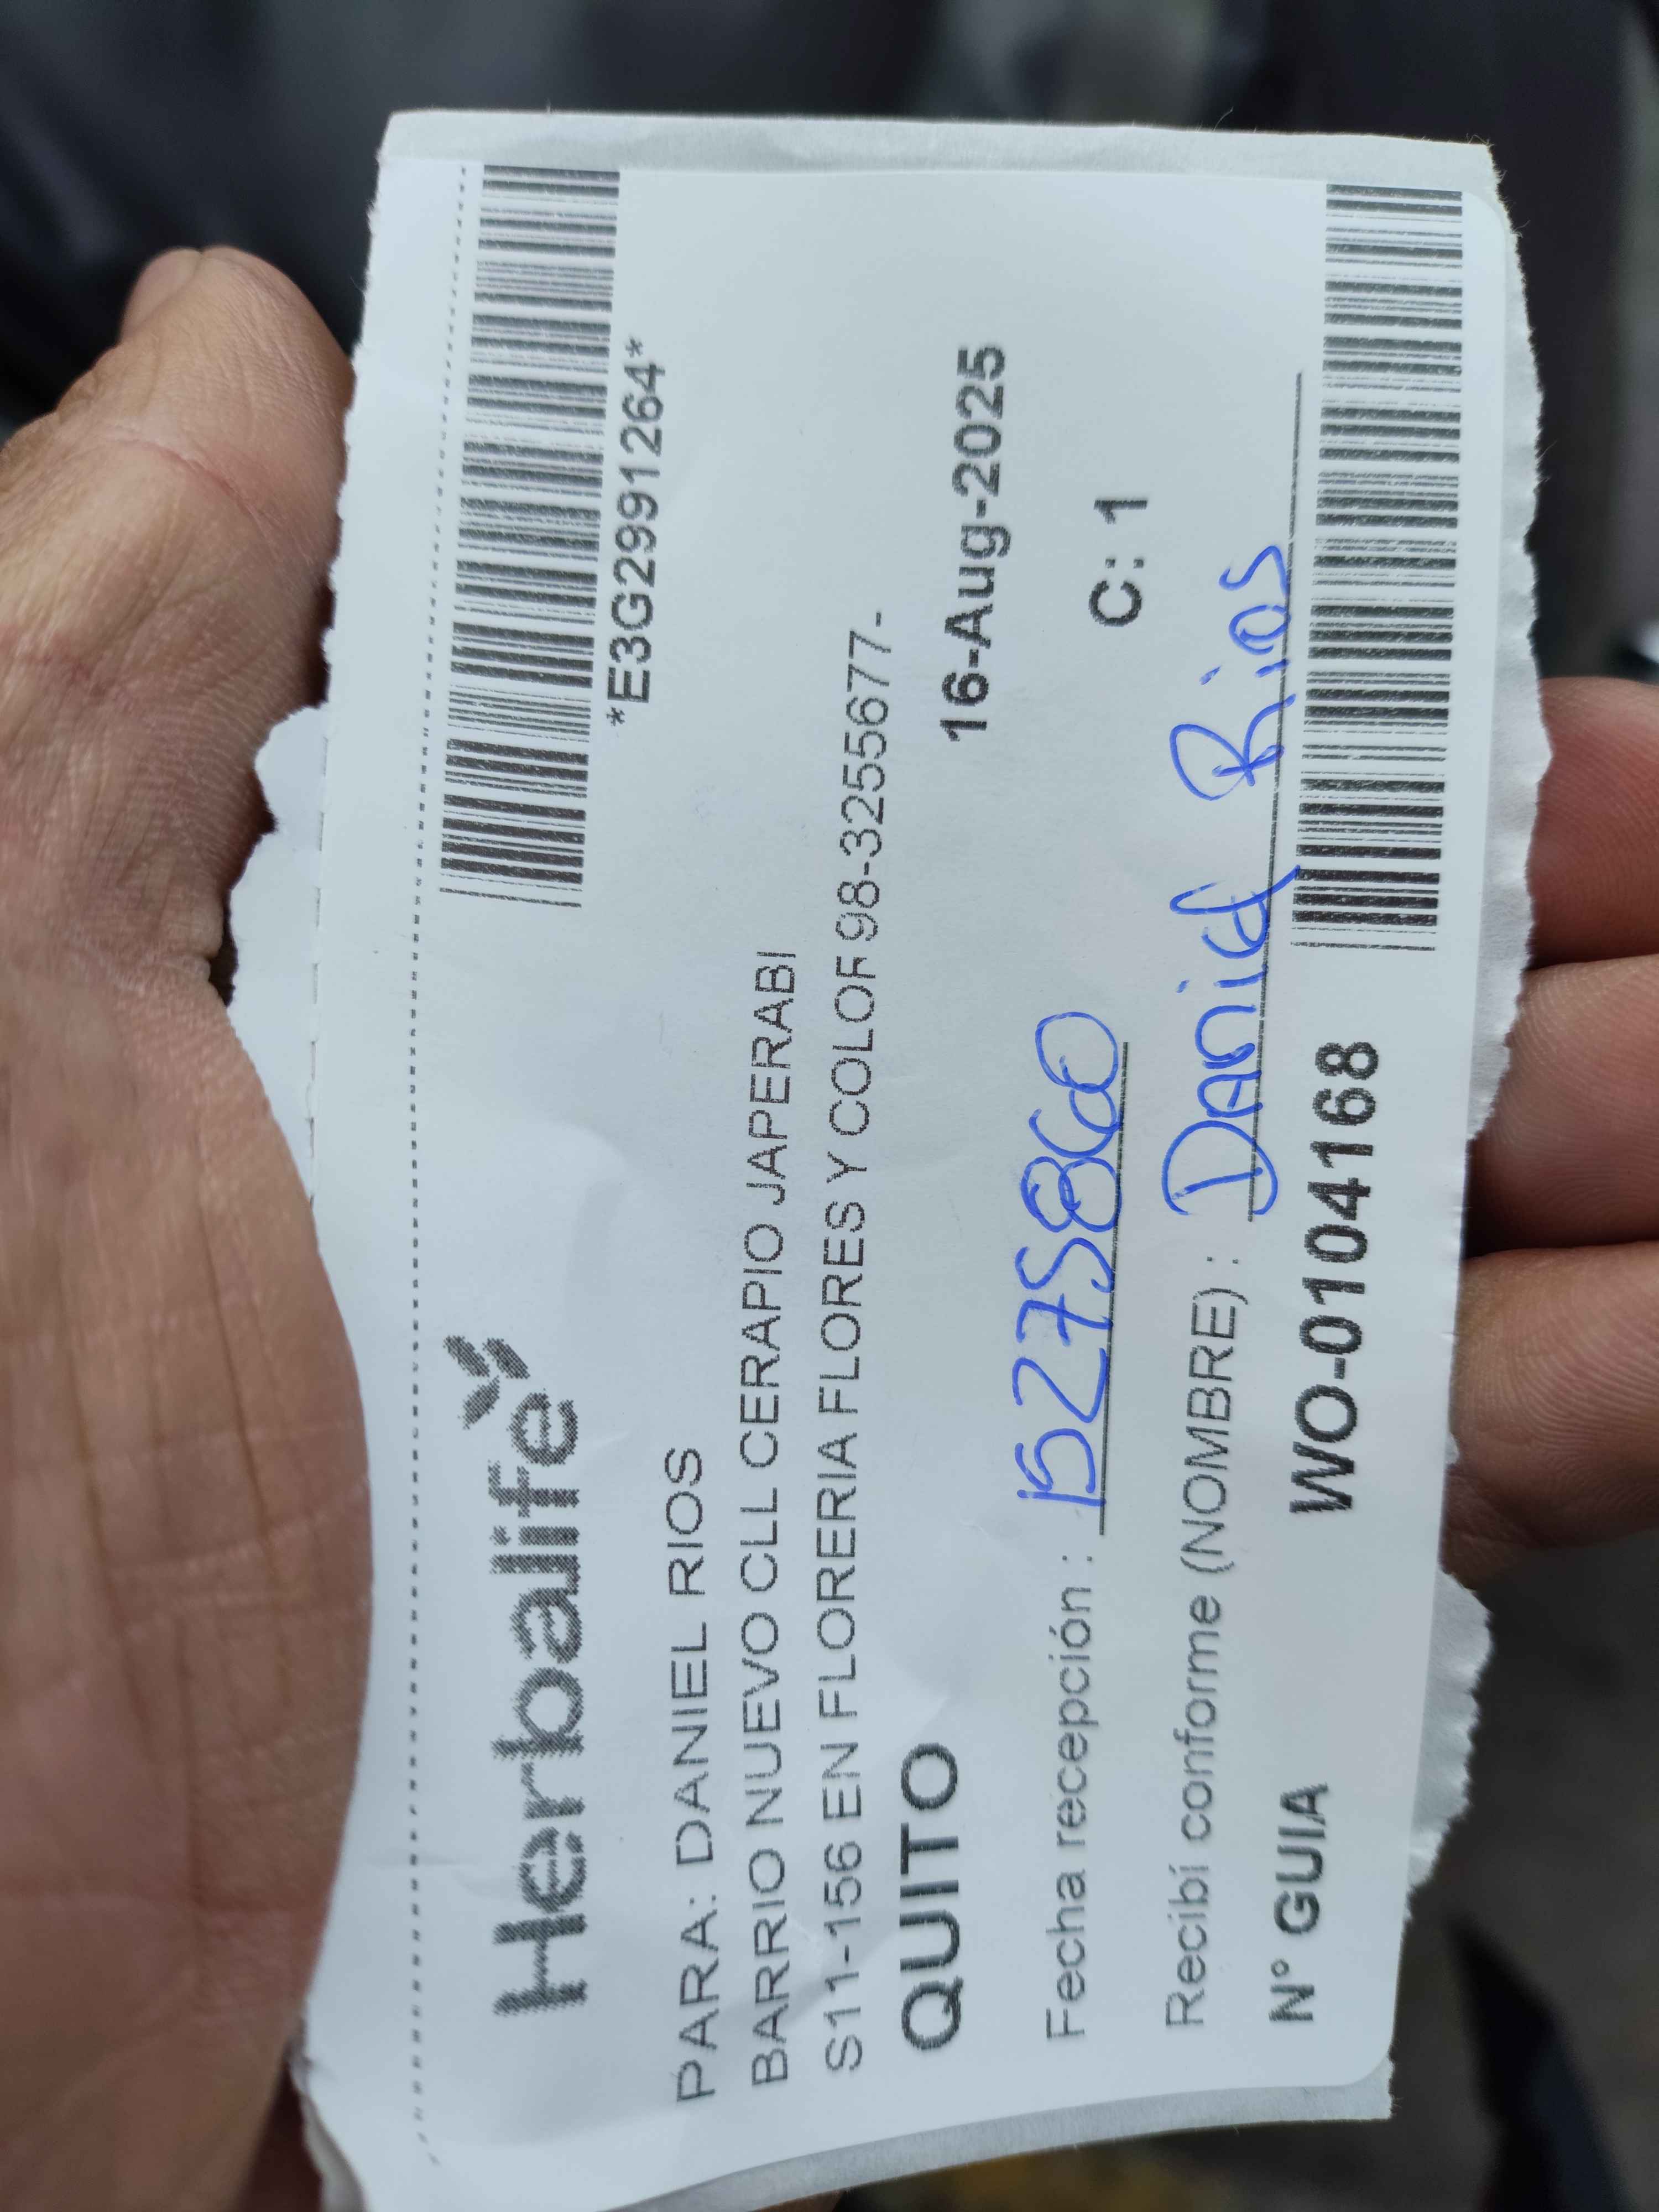 Herbalife
*E3G2991264*
PARA: DANIEL RIOS
BARRIO NUEVO CLL CERAPIO JAPERABI
S11-156 EN FLORERIA FLORES Y COLOF 98-3255677-
QUITO 16-Aug-2025
Fecha recepción : C: 1
Recibí conforme (NOMBRE) : Daniel Rios
N° GUIA WO-0104168